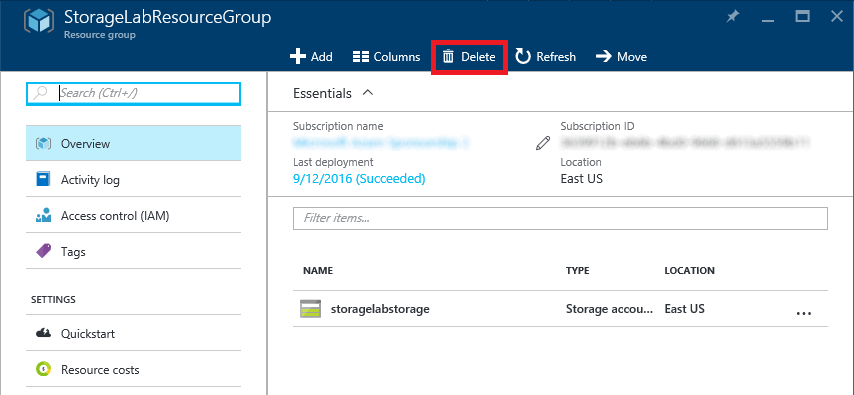 StorageLabResourceGroup
Resource group
Add Columns Delete Refresh Move
Search (Ctrl+/)
Overview
Activity log
Access control (IAM)
Tags
SETTINGS
Quickstart
Resource costs
Essentials
Subscription name Subscription ID
Last deployment Location
9/12/2016 (Succeeded) East US
Filter items...
NAME TYPE LOCATION
storagelabstorage Storage accou... East US ...